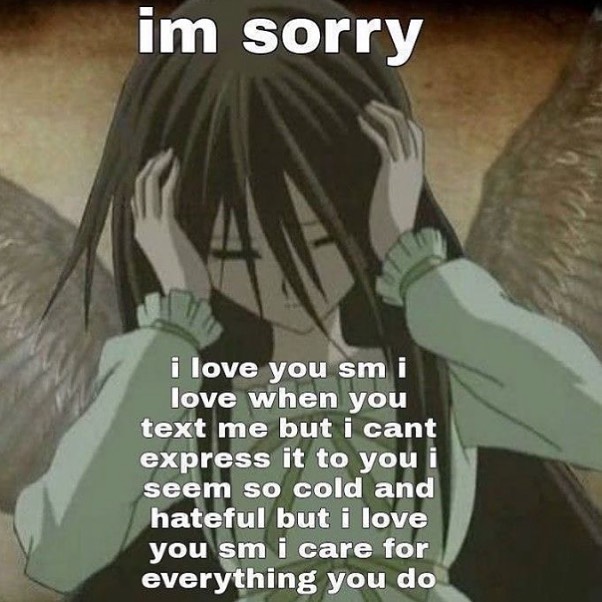 im sorry
i love you sm i
love when you
text me but i cant
express it to you i
seem so cold and
hateful but i love
you sm i care for
everything you do